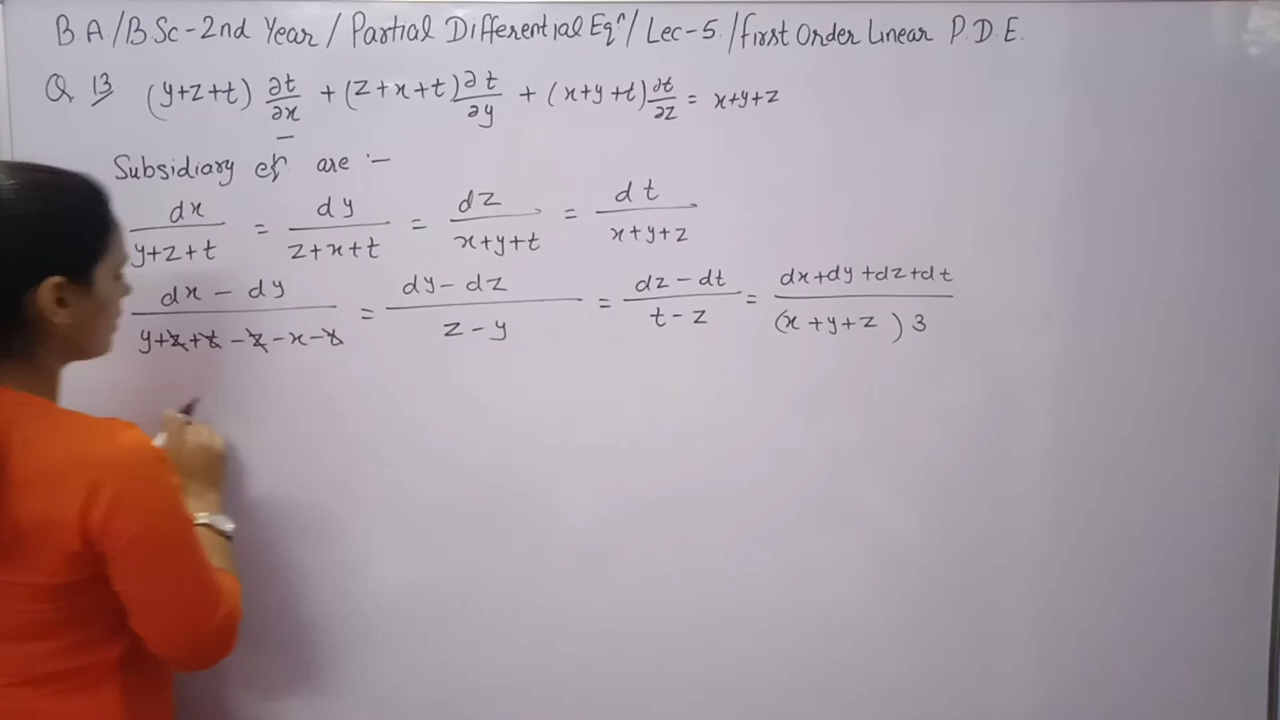 B.A/B.Sc-2nd Year/Partial Differential Eqn/Lec-5./First Order Linear P.D.E.
Q 13 (y+z+t) ∂t/∂x + (z+x+t) ∂t/∂y + (x+y+t) ∂t/∂z = x+y+z
Subsidiary eqn are :-
dx/y+z+t = dy/z+x+t = dz/x+y+t = dt/x+y+z
dx-dy/y+z+t-z-x-t = dy-dz/z-y = dz-dt/t-z = dx+dy+dz+dt/(x+y+z)3